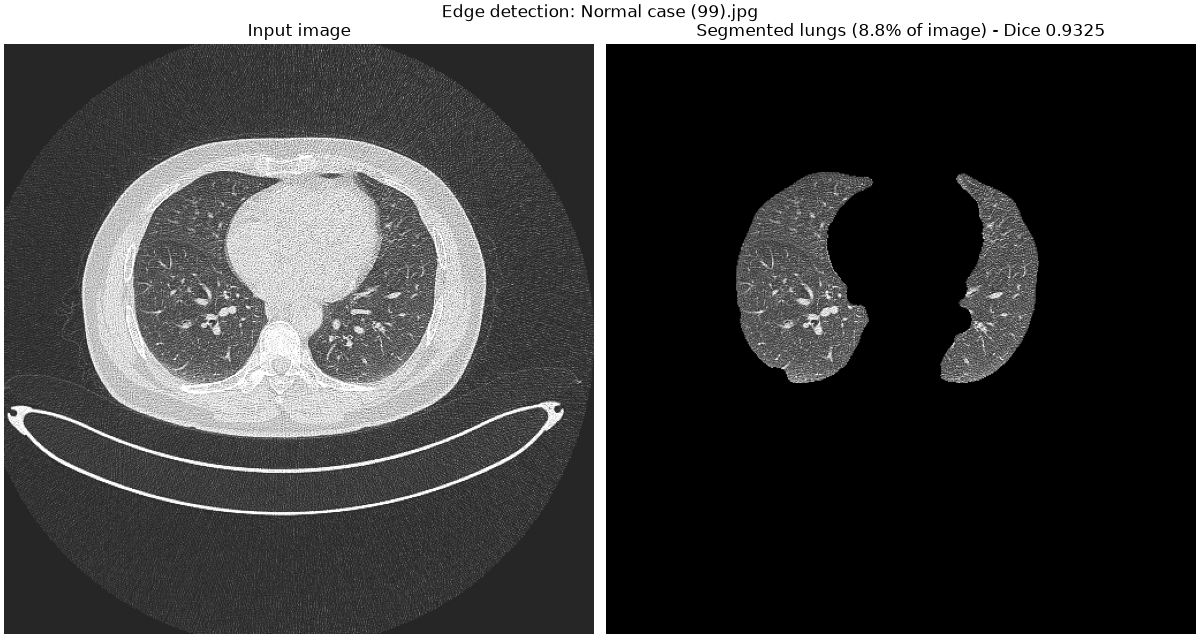 Edge detection: Normal case (99).jpg
Input image
Segmented lungs (8.8% of image) - Dice 0.9325